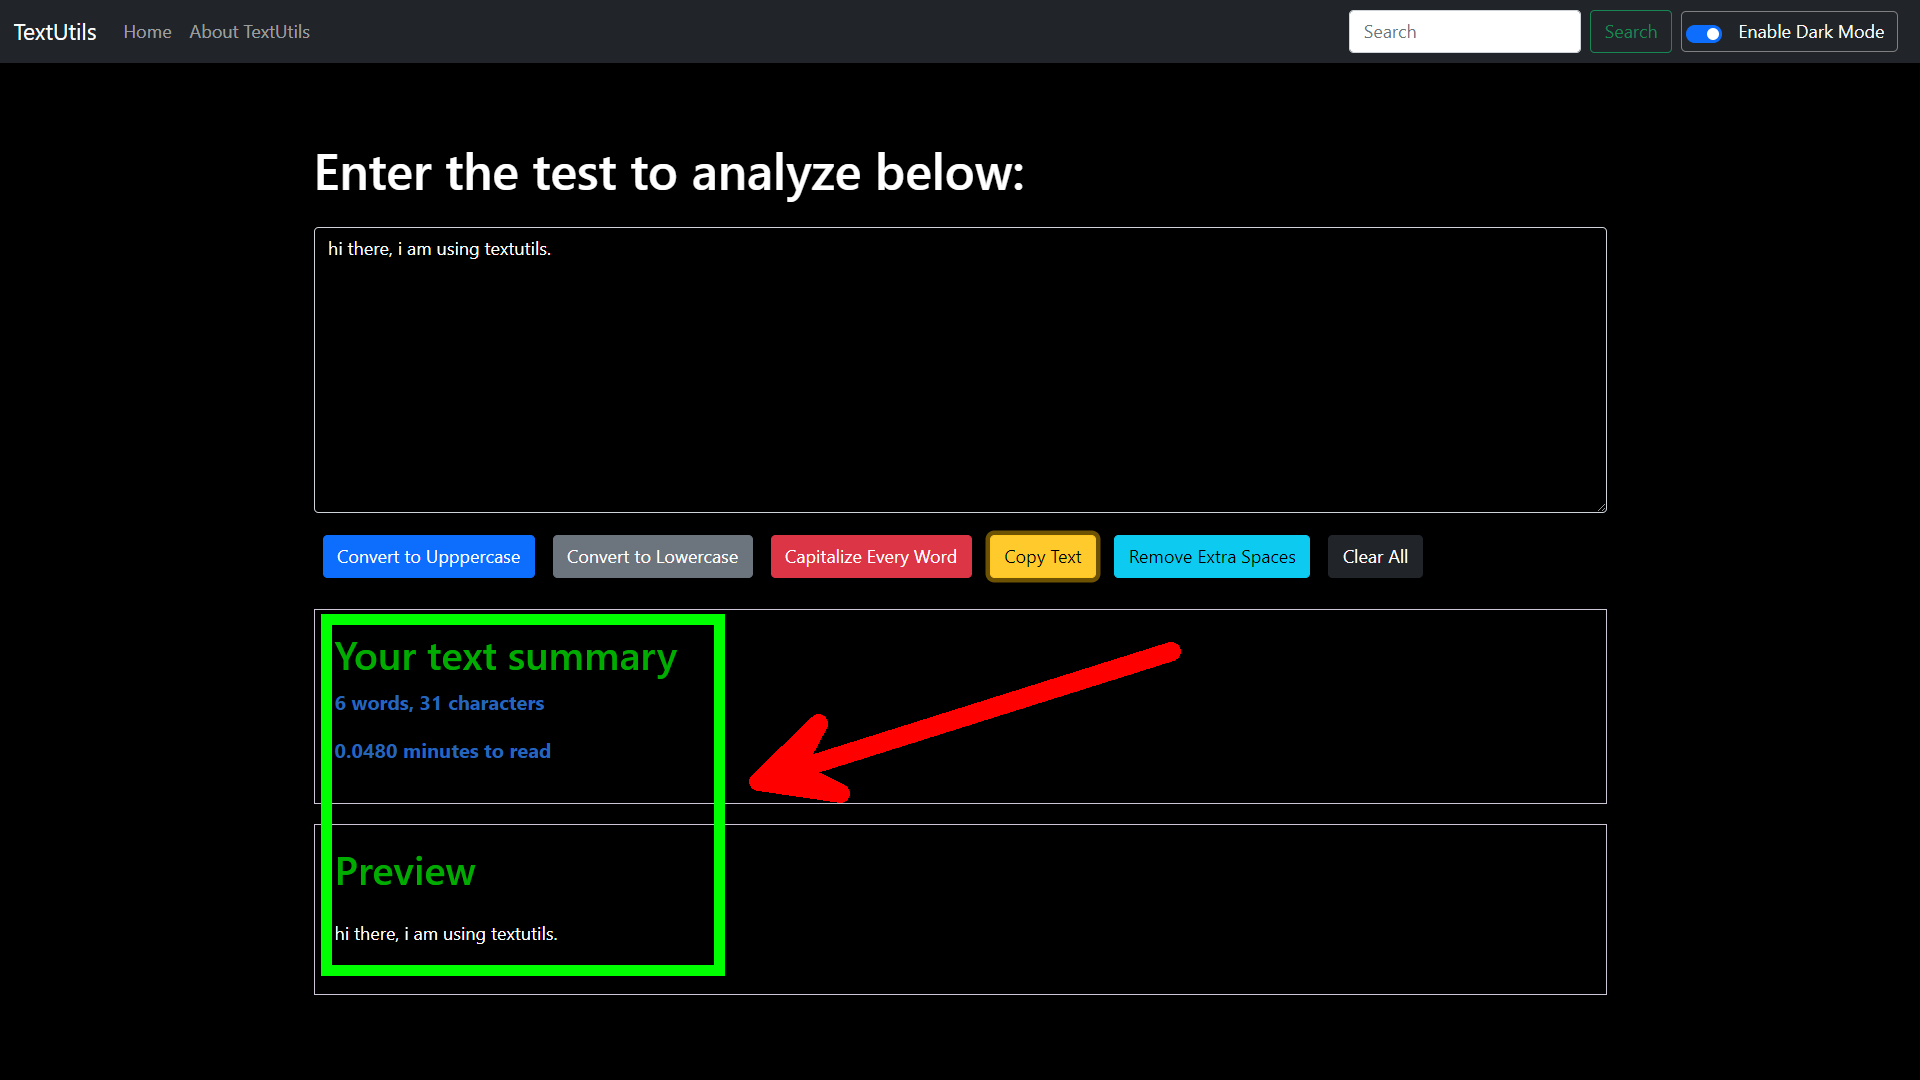 TextUtils Home About TextUtils Search Search Enable Dark Mode
Enter the test to analyze below:
hi there, i am using textutils.
Convert to Upppercase Convert to Lowercase Capitalize Every Word Copy Text Remove Extra Spaces Clear All
Your text summary
6 words, 31 characters
0.0480 minutes to read
Preview
hi there, i am using textutils.